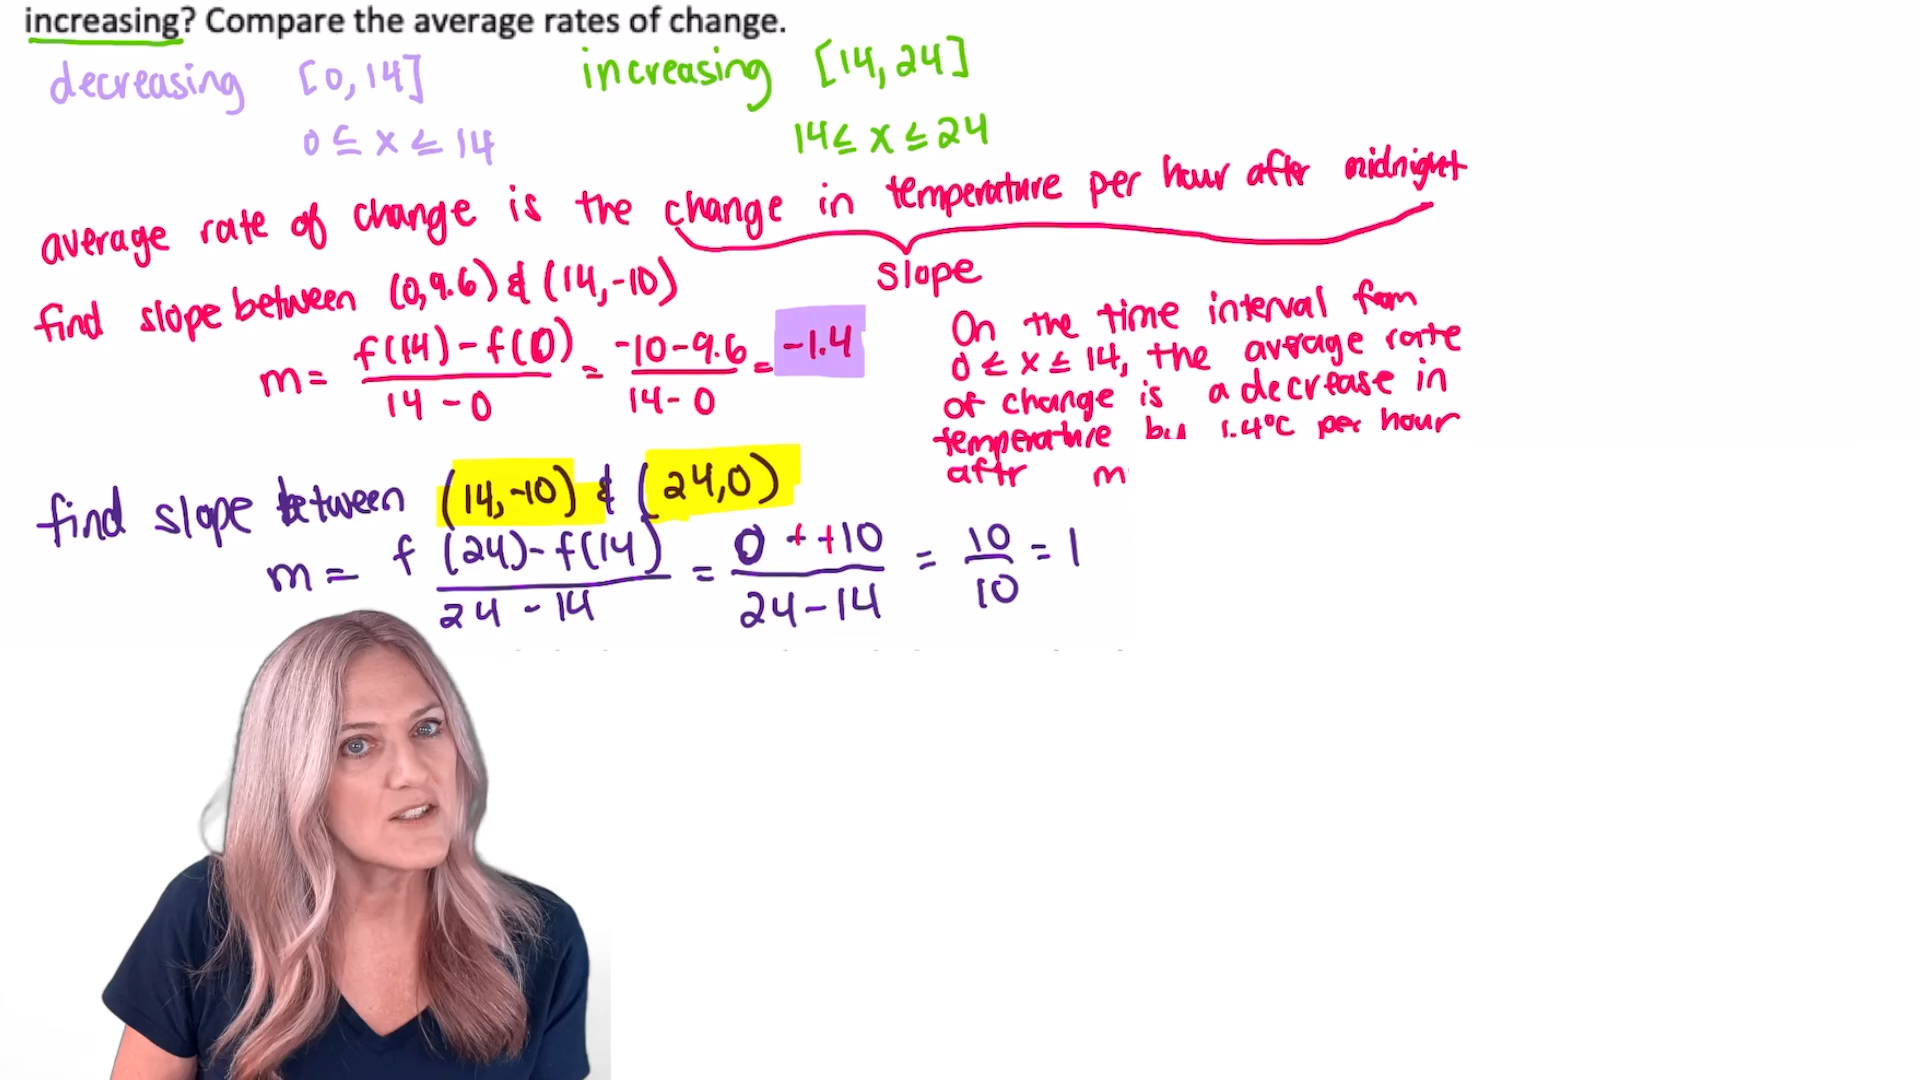 increasing? Compare the average rates of change.
decreasing [0,14] increasing [14,24]
0 ≤ x ≤ 14 14 ≤ x ≤ 24
average rate of change is the change in temperature per hour after midnight
slope
find slope between (0,9.6) & (14,-10)
m = f(14) - f(0) / 14 - 0 = -10 - 9.6 / 14 - 0 = -1.4
On the time interval from
0 ≤ x ≤ 14, the average rate
of change is a decrease in
temperature by 1.4°C per hour
after m
find slope between (14,-10) & (24,0)
m = f(24) - f(14) / 24 - 14 = 0 + +10 / 24 - 14 = 10 / 10 = 1